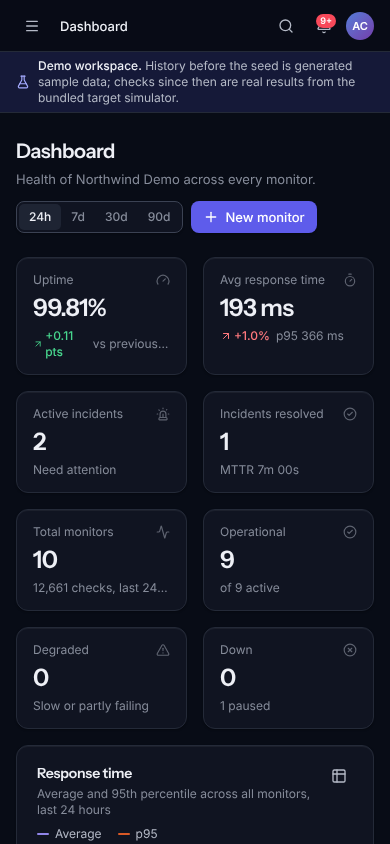 Dashboard
9+
AC
Demo workspace. History before the seed is generated
sample data; checks since then are real results from the
bundled target simulator.
Dashboard
Health of Northwind Demo across every monitor.
24h 7d 30d 90d
+ New monitor
Uptime
99.81%
+0.11 pts vs previous...
Avg response time
193 ms
+1.0% p95 366 ms
Active incidents
2
Need attention
Incidents resolved
1
MTTR 7m 00s
Total monitors
10
12,661 checks, last 24...
Operational
9
of 9 active
Degraded
0
Slow or partly failing
Down
0
1 paused
Response time
Average and 95th percentile across all monitors,
last 24 hours
Average p95